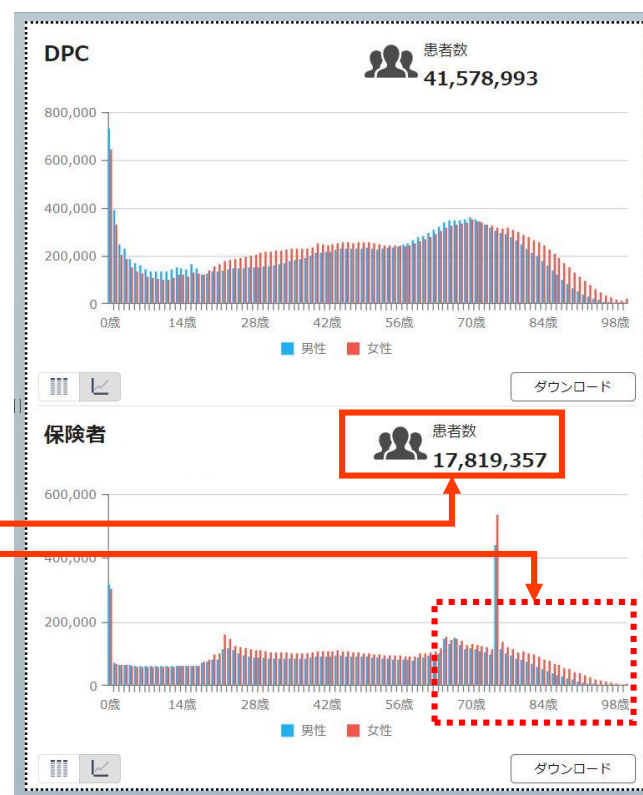 DPC
患者数
41,578,993
800,000
600,000
400,000
200,000
0
0歳 14歳 28歳 42歳 56歳 70歳 84歳 98歳
男性 女性
ダウンロード
保険者
患者数
17,819,357
600,000
400,000
200,000
0
0歳 14歳 28歳 42歳 56歳 70歳 84歳 98歳
男性 女性
ダウンロード